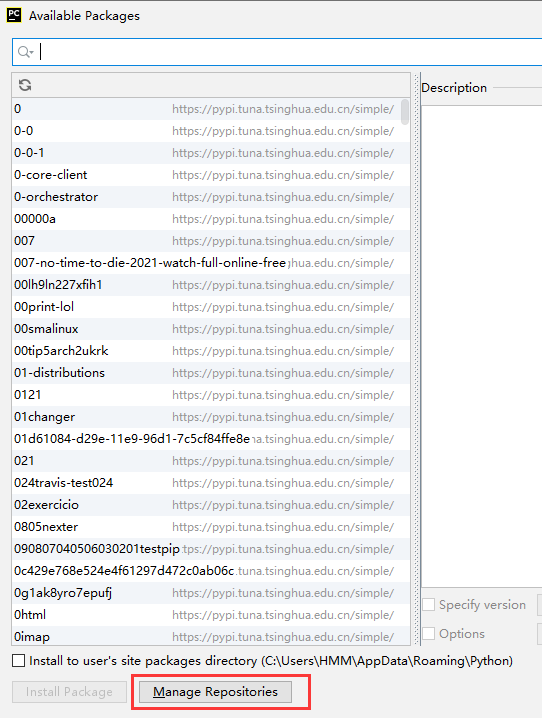 PC Available Packages
Description
0 https://pypi.tuna.tsinghua.edu.cn/simple/
0-0 https://pypi.tuna.tsinghua.edu.cn/simple/
0-0-1 https://pypi.tuna.tsinghua.edu.cn/simple/
0-core-client https://pypi.tuna.tsinghua.edu.cn/simple/
0-orchestrator https://pypi.tuna.tsinghua.edu.cn/simple/
00000a https://pypi.tuna.tsinghua.edu.cn/simple/
007 https://pypi.tuna.tsinghua.edu.cn/simple/
007-no-time-to-die-2021-watch-full-online-free hua.edu.cn/simple/
00lh9ln227xfih1 https://pypi.tuna.tsinghua.edu.cn/simple/
00print-lol https://pypi.tuna.tsinghua.edu.cn/simple/
00smalinux https://pypi.tuna.tsinghua.edu.cn/simple/
00tip5arch2ukrk https://pypi.tuna.tsinghua.edu.cn/simple/
01-distributions https://pypi.tuna.tsinghua.edu.cn/simple/
0121 https://pypi.tuna.tsinghua.edu.cn/simple/
01changer https://pypi.tuna.tsinghua.edu.cn/simple/
01d61084-d29e-11e9-96d1-7c5cf84ffe8e na.tsinghua.edu.cn/simple/
021 https://pypi.tuna.tsinghua.edu.cn/simple/
024travis-test024 https://pypi.tuna.tsinghua.edu.cn/simple/
02exercicio https://pypi.tuna.tsinghua.edu.cn/simple/
0805nexter https://pypi.tuna.tsinghua.edu.cn/simple/
090807040506030201testpip tps://pypi.tuna.tsinghua.edu.cn/simple/
0c429e768e524e4f61297d472c0ab06c .tuna.tsinghua.edu.cn/simple/
0g1ak8yro7epufj https://pypi.tuna.tsinghua.edu.cn/simple/
0html https://pypi.tuna.tsinghua.edu.cn/simple/
0imap https://pypi.tuna.tsinghua.edu.cn/simple/
Specify version
Options
Install to user's site packages directory (C:\Users\HMM\AppData\Roaming\Python)
Install Package Manage Repositories